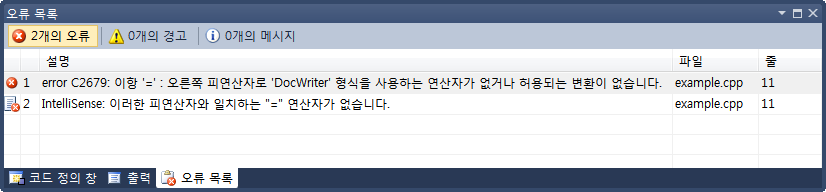 오류 목록
2개의 오류 0개의 경고 0개의 메시지
설명 파일 줄
1 error C2679: 이항 '=' : 오른쪽 피연산자로 'DocWriter' 형식을 사용하는 연산자가 없거나 허용되는 변환이 없습니다. example.cpp 11
2 IntelliSense: 이러한 피연산자와 일치하는 "=" 연산자가 없습니다. example.cpp 11
코드 정의 창 출력 오류 목록